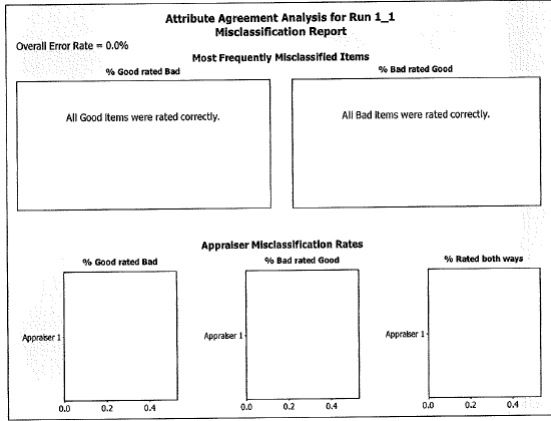 Attribute Agreement Analysis for Run 1_1
Misclassification Report
Overall Error Rate = 0.0%
Most Frequently Misclassified Items
% Good rated Bad
% Bad rated Good
All Good Items were rated correctly.
All Bad Items were rated correctly.
Appraiser Misclassification Rates
% Good rated Bad
% Bad rated Good
% Rated both ways
Appraiser 1
Appraiser 1
Appraiser 1
0.0 0.2 0.4
0.0 0.2 0.4
0.0 0.2 0.4